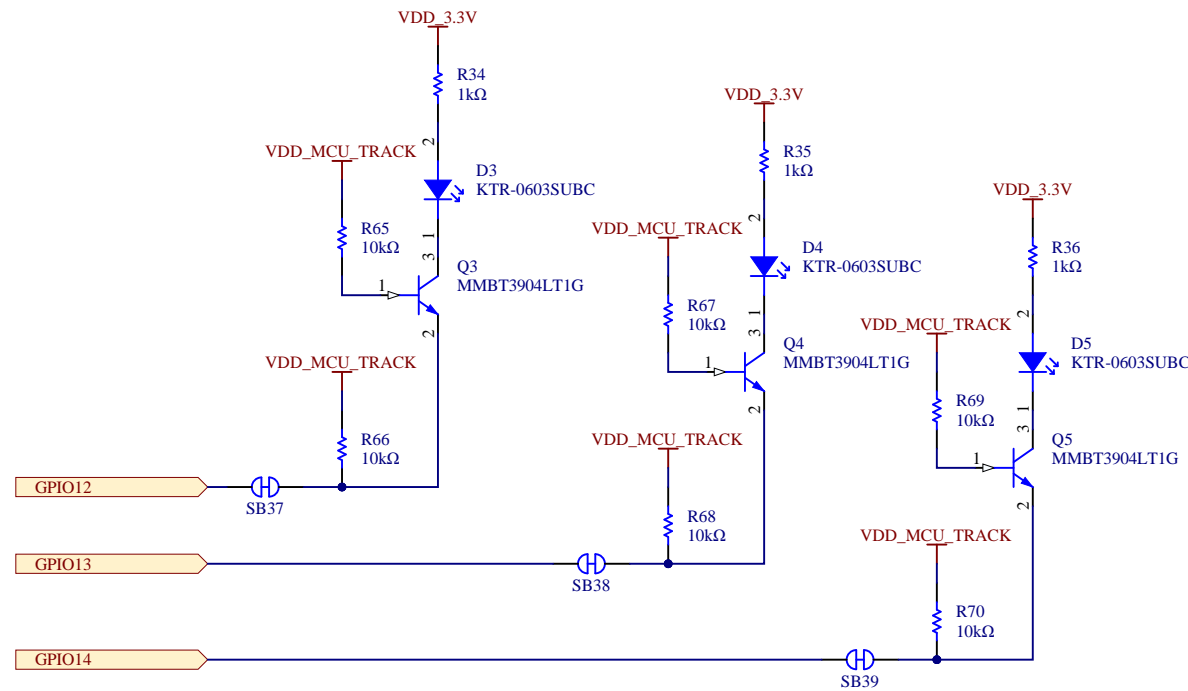 VDD_3.3V
R34
1kΩ
2
VDD_MCU_TRACK
D3
KTR-0603SUBC
R65
10kΩ
1
3
Q3
MMBT3904LT1G
1
2
VDD_MCU_TRACK
R66
10kΩ
GPIO12
SB37
VDD_3.3V
R35
1kΩ
2
VDD_MCU_TRACK
D4
KTR-0603SUBC
R67
10kΩ
1
3
Q4
MMBT3904LT1G
1
2
VDD_MCU_TRACK
R68
10kΩ
GPIO13
SB38
VDD_3.3V
R36
1kΩ
2
VDD_MCU_TRACK
D5
KTR-0603SUBC
R69
10kΩ
1
3
Q5
MMBT3904LT1G
1
2
VDD_MCU_TRACK
R70
10kΩ
GPIO14
SB39